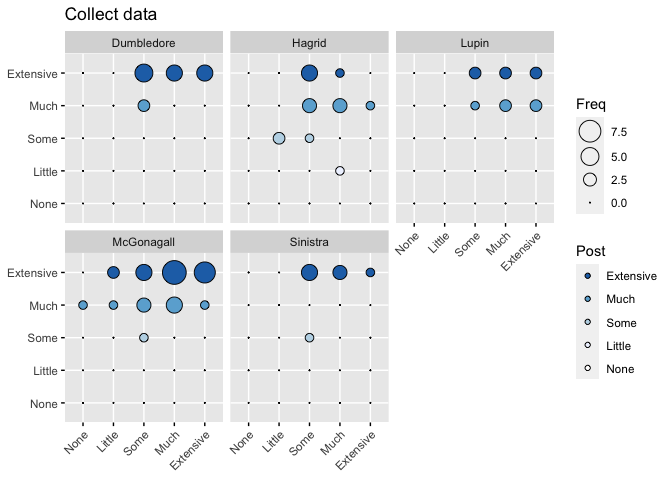 Collect data
Dumbledore Hagrid Lupin
Extensive
Much
Some
Little
None
Freq
7.5
5.0
2.5
0.0
None Little Some Much Extensive
McGonagall Sinistra
Extensive
Much
Some
Little
None
Post
Extensive
Much
Some
Little
None
None Little Some Much Extensive None Little Some Much Extensive